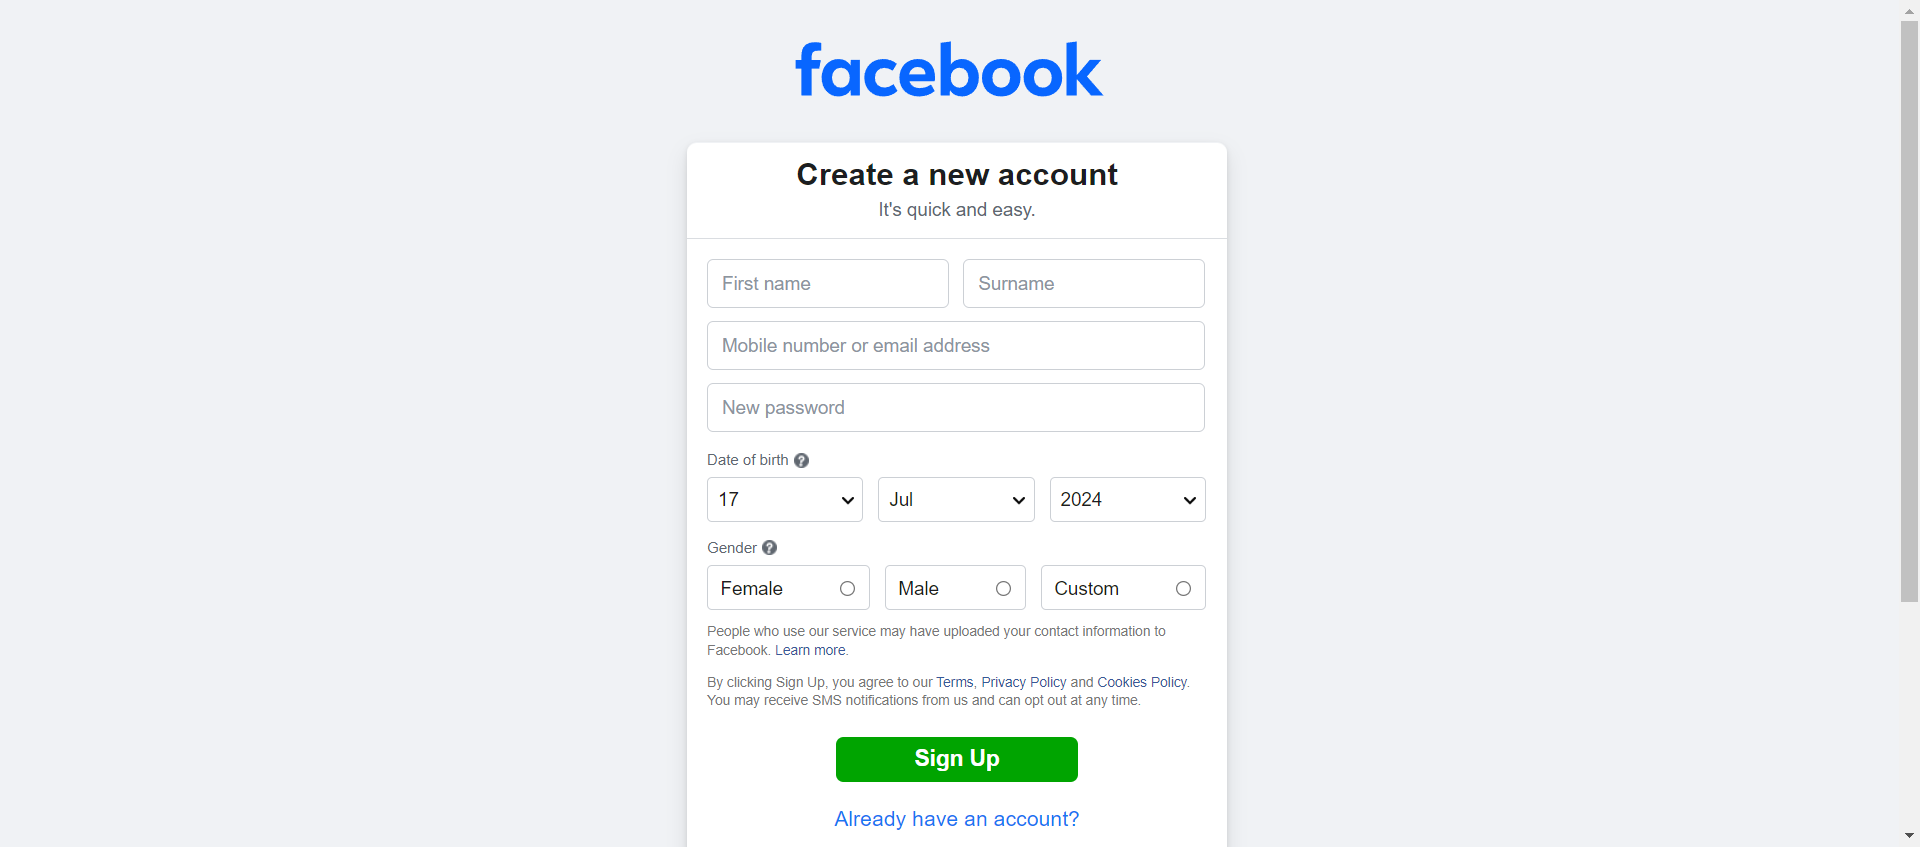 facebook
Create a new account
It's quick and easy.
First name Surname
Mobile number or email address
New password
Date of birth ?
17 Jul 2024
Gender ?
Female Male Custom
People who use our service may have uploaded your contact information to
Facebook. Learn more.
By clicking Sign Up, you agree to our Terms, Privacy Policy and Cookies Policy.
You may receive SMS notifications from us and can opt out at any time.
Sign Up
Already have an account?